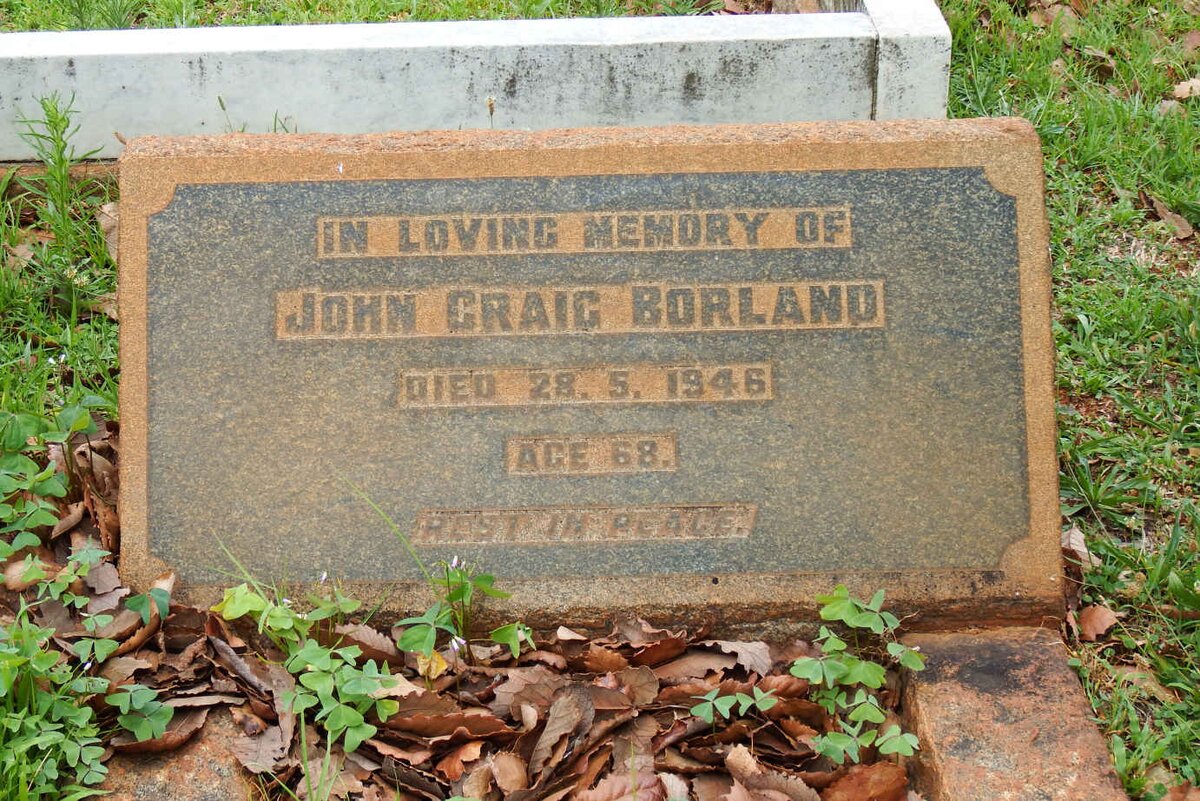 IN LOVING MEMORY OF
JOHN CRAIG BORLAND
DIED 28. 5. 1946
AGE 68.
REST IN PEACE.